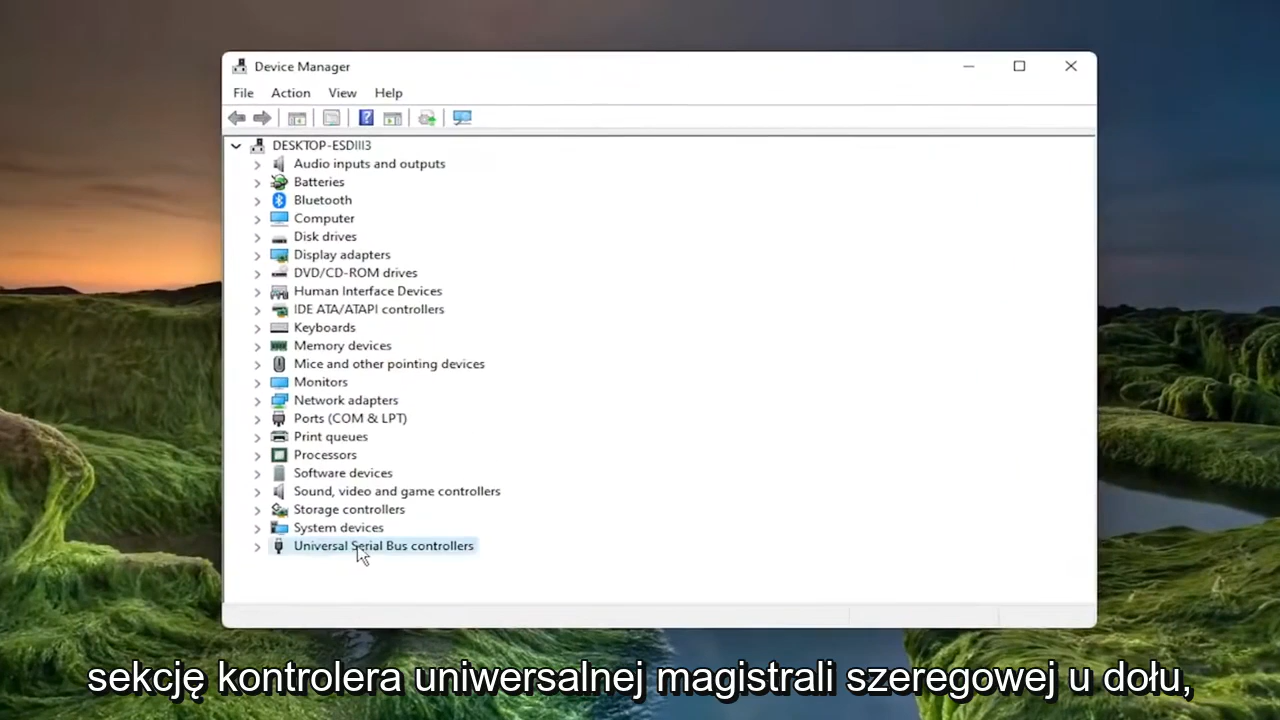 Device Manager
File Action View Help
DESKTOP-ESDIII3
Audio inputs and outputs
Batteries
Bluetooth
Computer
Disk drives
Display adapters
DVD/CD-ROM drives
Human Interface Devices
IDE ATA/ATAPI controllers
Keyboards
Memory devices
Mice and other pointing devices
Monitors
Network adapters
Ports (COM & LPT)
Print queues
Processors
Software devices
Sound, video and game controllers
Storage controllers
System devices
Universal Serial Bus controllers
sekcję kontrolera uniwersalnej magistrali szeregowej u dołu,